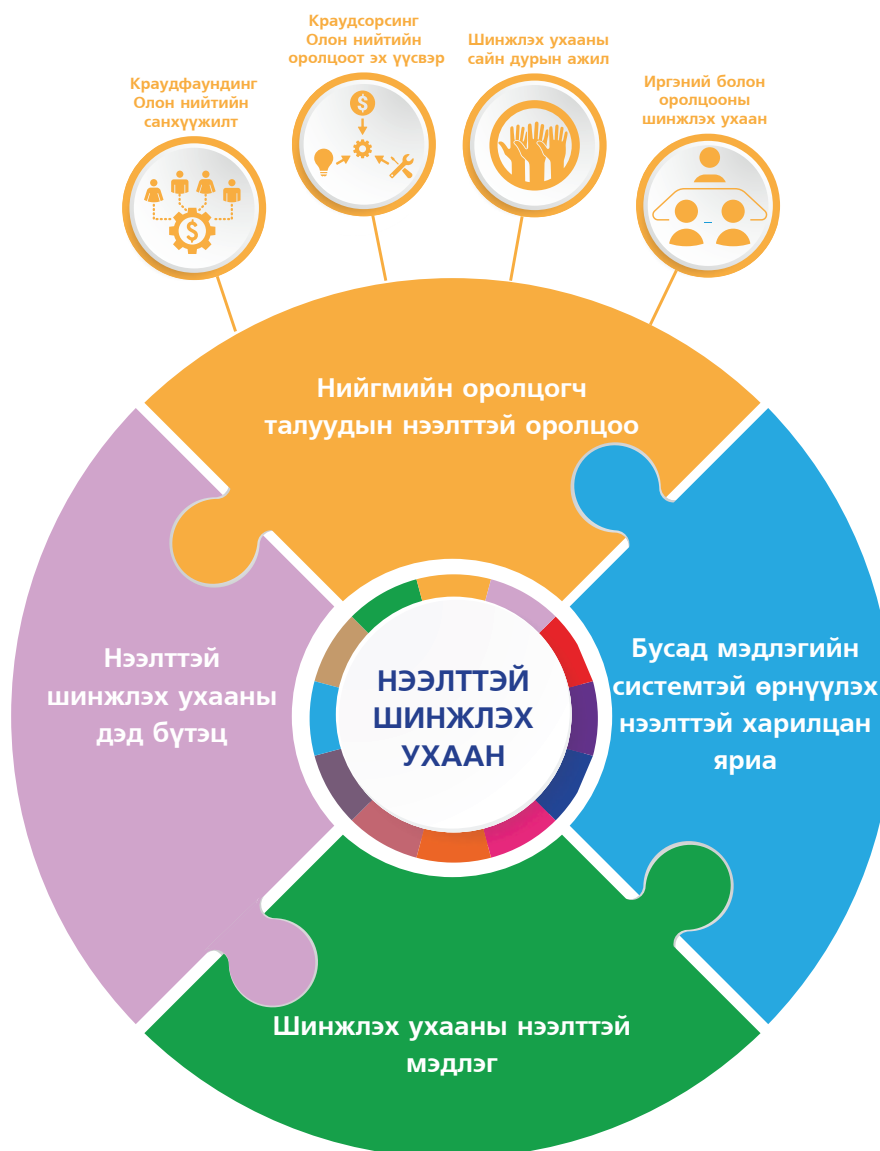 Краудфаундинг
Олон нийтийн
санхүүжилт
Краудсорсинг
Олон нийтийн
оролцоот эх үүсвэр
Шинжлэх ухааны
сайн дурын ажил
Иргэний болон
оролцооны
шинжлэх ухаан
$
$
Нийгмийн оролцогч
талуудын нээлттэй оролцоо
Нээлттэй
шинжлэх ухааны
дэд бүтэц
НЭЭЛТТЭЙ
ШИНЖЛЭХ
УХААН
Бусад мэдлэгийн
системтэй өрнүүлэх
нээлттэй харилцан
яриа
Шинжлэх ухааны нээлттэй
мэдлэг